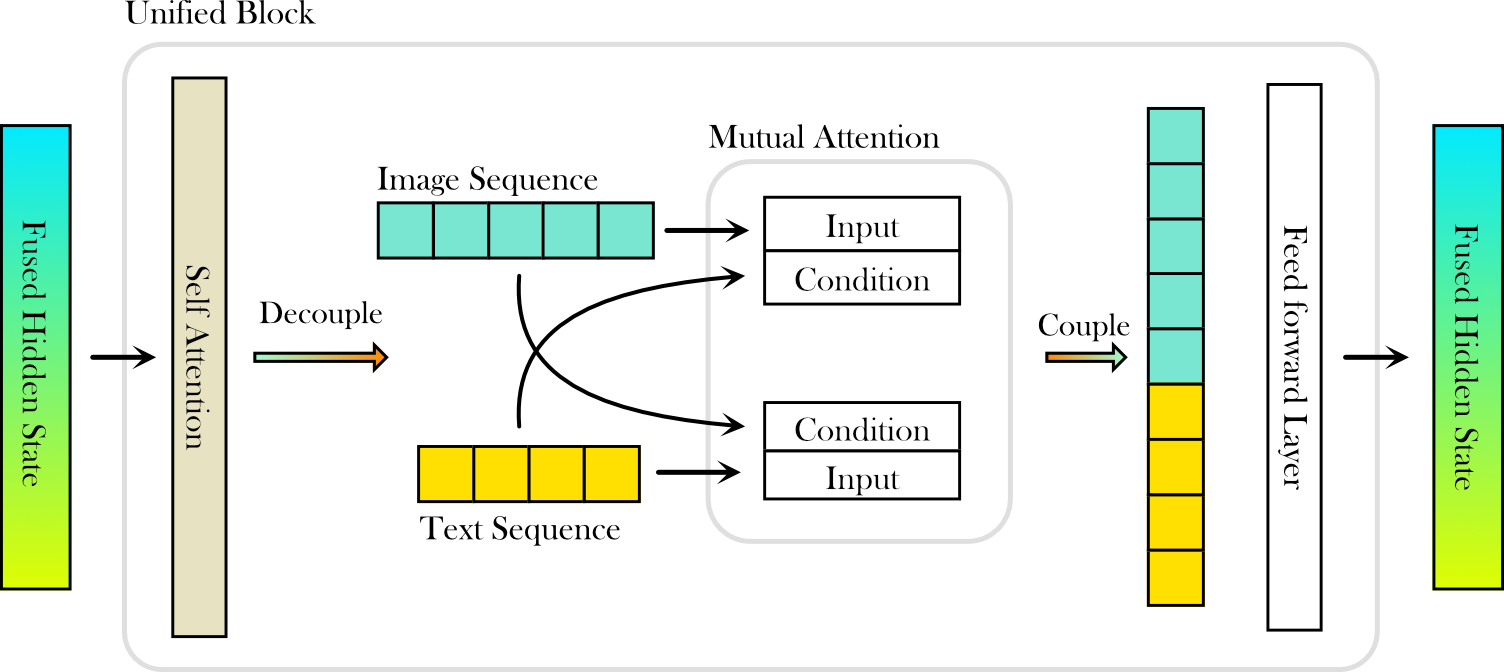 Unified Block
Fused Hidden State
Self Attention
Decouple
Image Sequence
Text Sequence
Mutual Attention
Input
Condition
Condition
Input
Couple
Feed forward Layer
Fused Hidden State